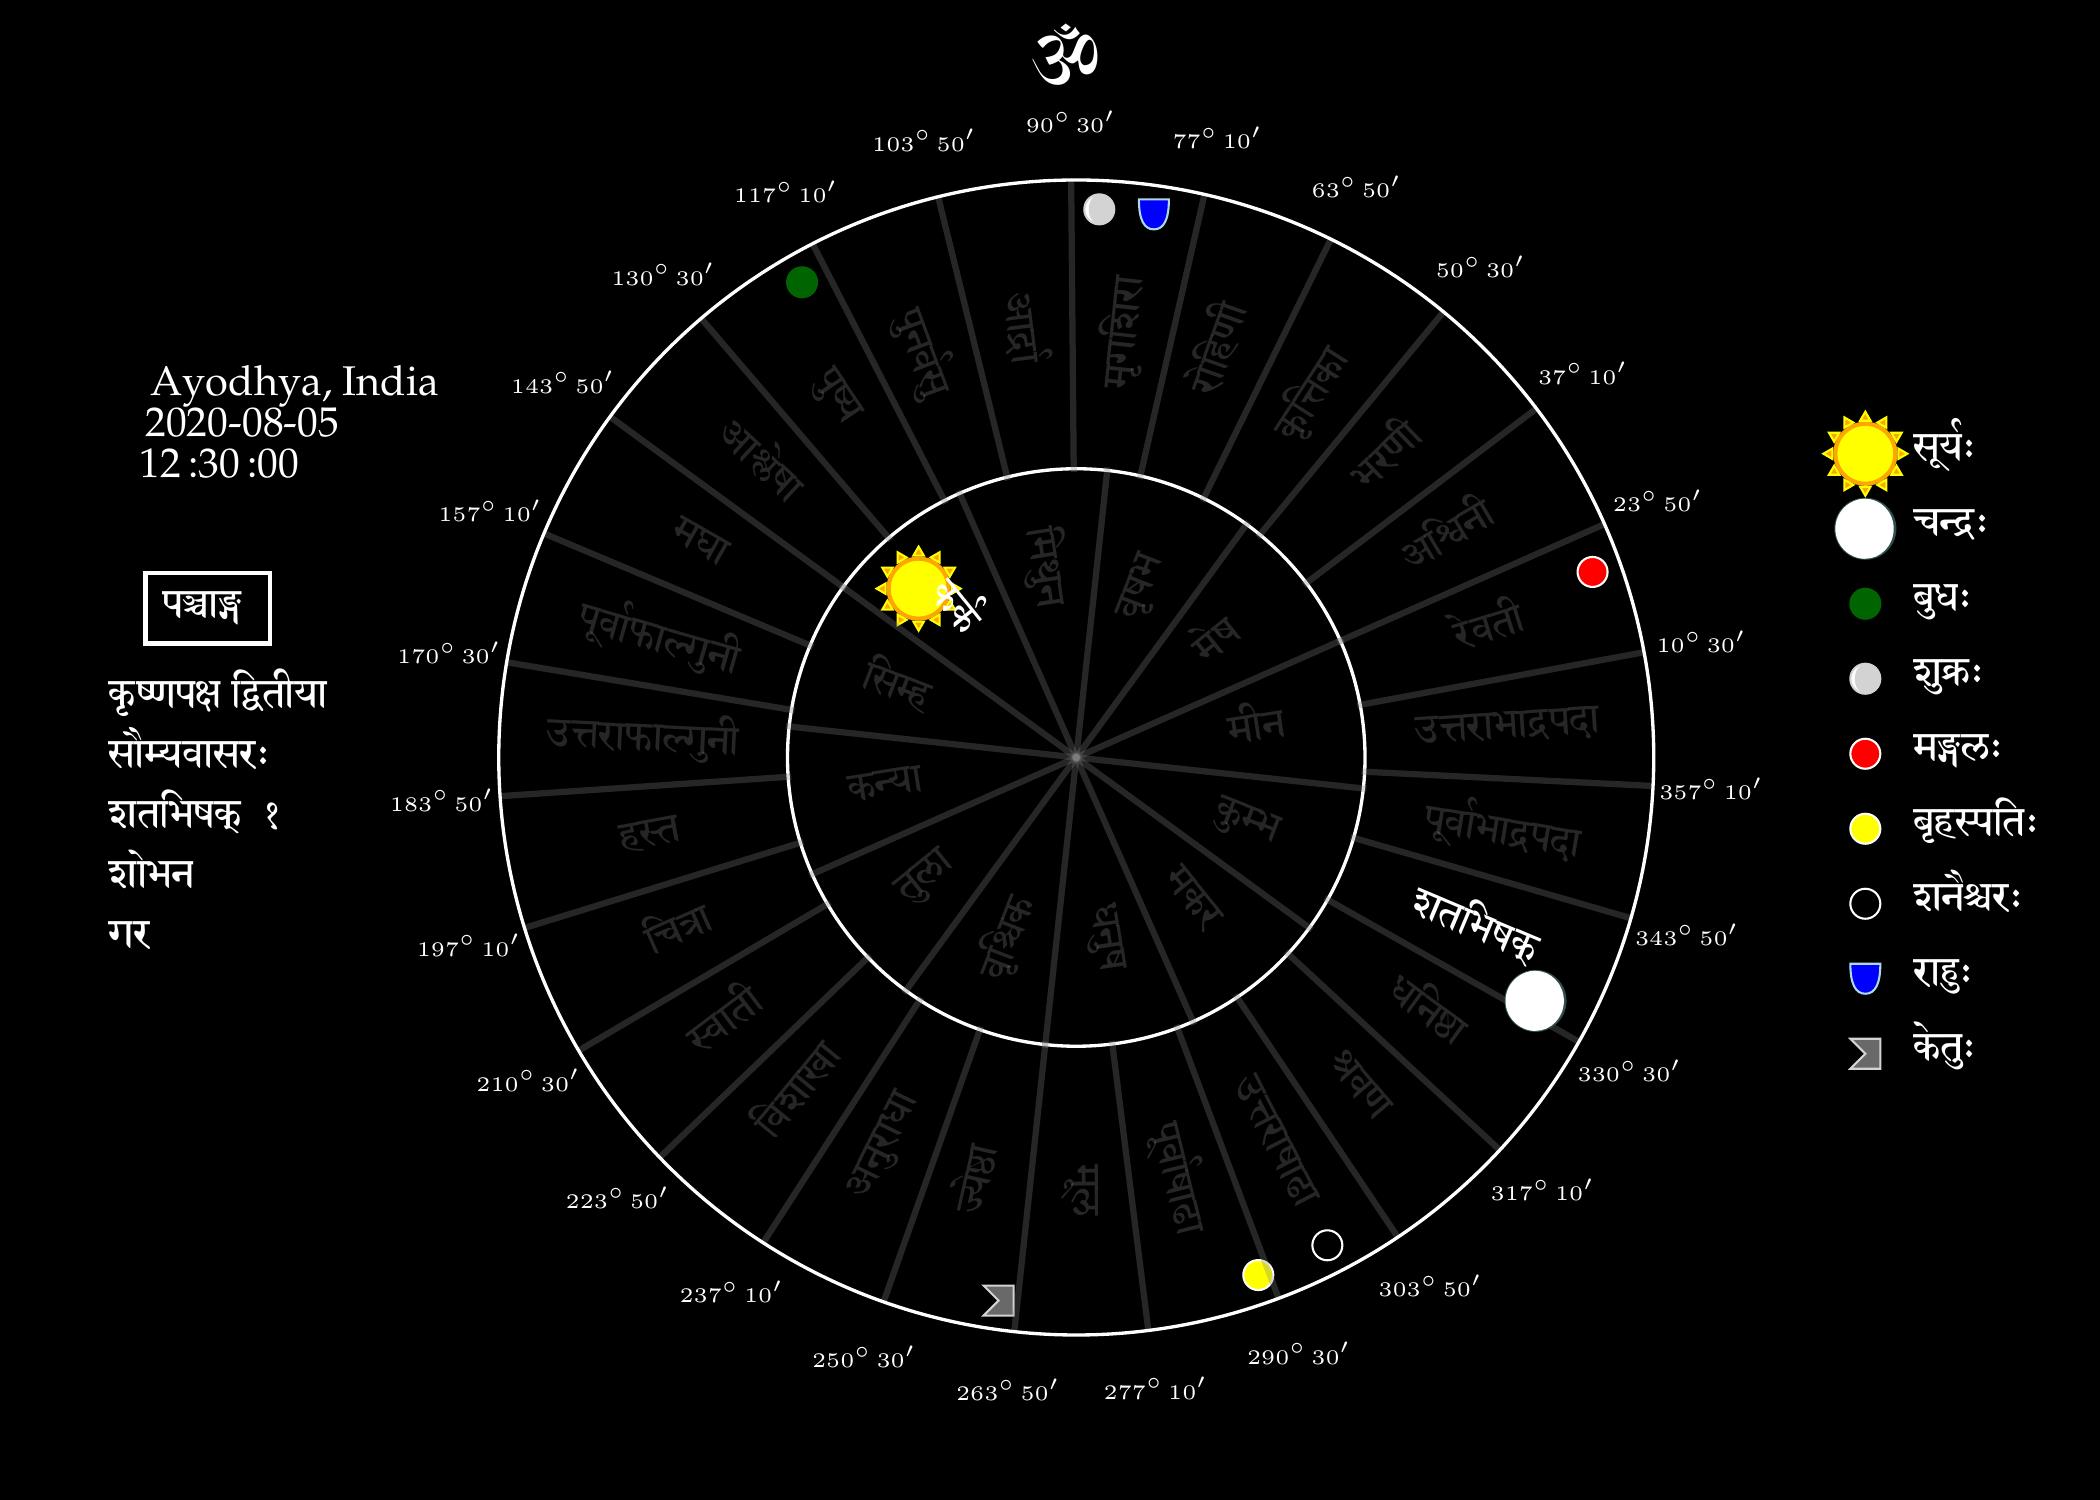 ॐ
90° 30′
77° 10′
63° 50′
50° 30′
37° 10′
23° 50′
10° 30′
357° 10′
343° 50′
330° 30′
317° 10′
303° 50′
290° 30′
277° 10′
263° 50′
250° 30′
237° 10′
223° 50′
210° 30′
197° 10′
183° 50′
170° 30′
157° 10′
143° 50′
130° 30′
117° 10′
103° 50′
Ayodhya, India
2020-08-05
12:30:00
पञ्चाङ्ग
कृष्णपक्ष द्वितीया
सौम्यवासरः
शतभिषक् १
शोभन
गर
अश्विनी
भरणी
कृत्तिका
रोहिणी
मृगशिरा
आर्द्रा
पुनर्वसु
पुष्य
आश्लेषा
मघा
पूर्वाफाल्गुनी
उत्तराफाल्गुनी
हस्त
चित्रा
स्वाती
विशाखा
अनुराधा
ज्येष्ठा
मूल
पूर्वाषाढा
उत्तराषाढा
श्रवण
धनिष्ठा
शतभिषक्
पूर्वाभाद्रपदा
उत्तराभाद्रपदा
रेवती
मेष
वृषभ
मिथुन
कर्क
सिम्ह
कन्या
तुला
वृश्चिक
धनुष
मकर
कुम्भ
मीन
सूर्यः
चन्द्रः
बुधः
शुक्रः
मङ्गलः
बृहस्पतिः
शनैश्चरः
राहुः
केतुः